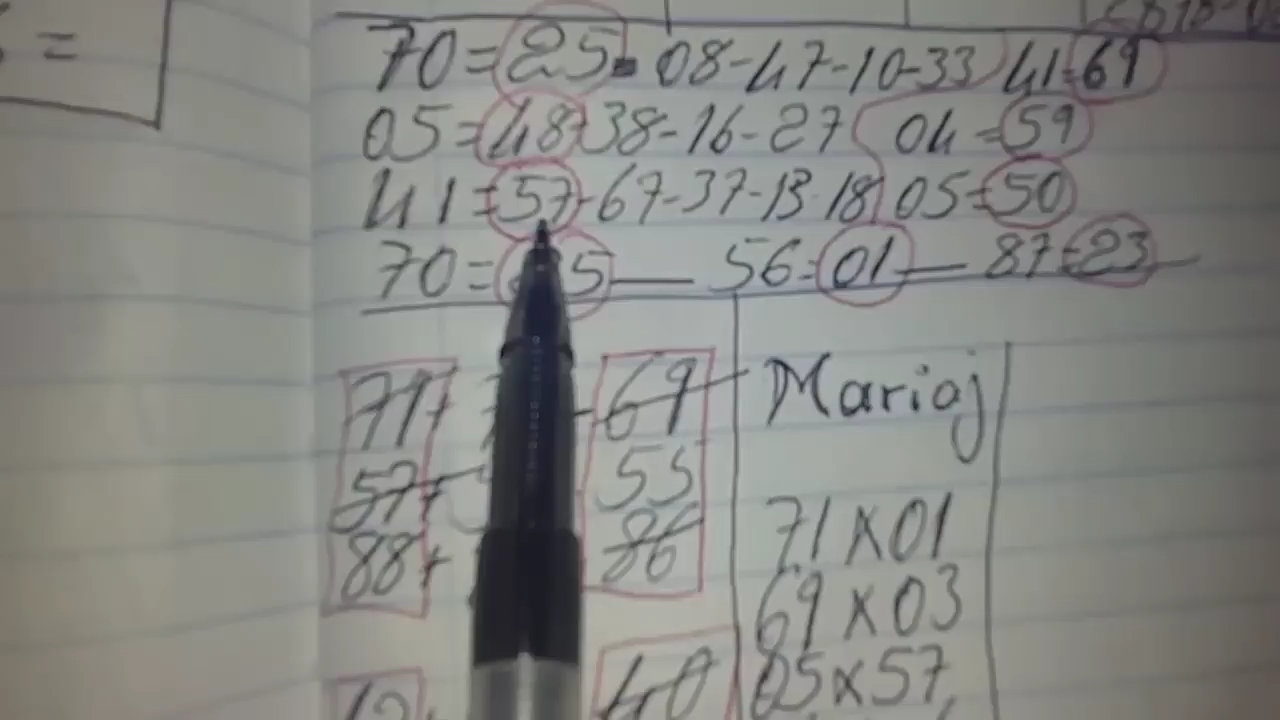 70=25-08-47-10-33 41=69
05=48-38-16-27 04=59
41=57-67-37-13-18 05=50
70= 5— 56=01— 87=23
71+ 69
57+ 55
88+ 86
Mariaj
71x01
69x03
05x57
40